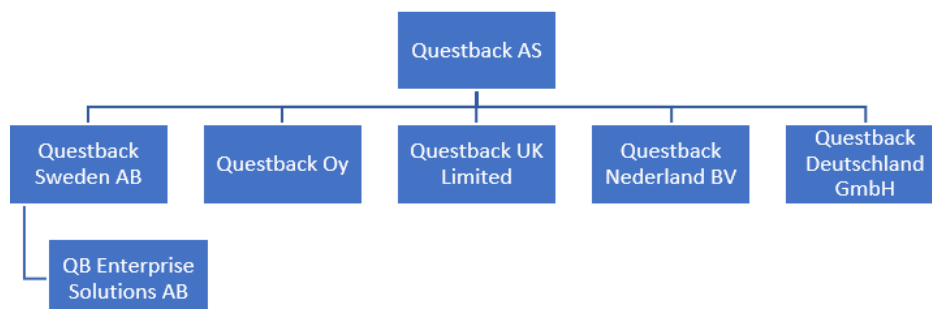 Questback AS
Questback
Sweden AB
Questback Oy
Questback UK
Limited
Questback
Nederland BV
Questback
Deutschland
GmbH
QB Enterprise
Solutions AB